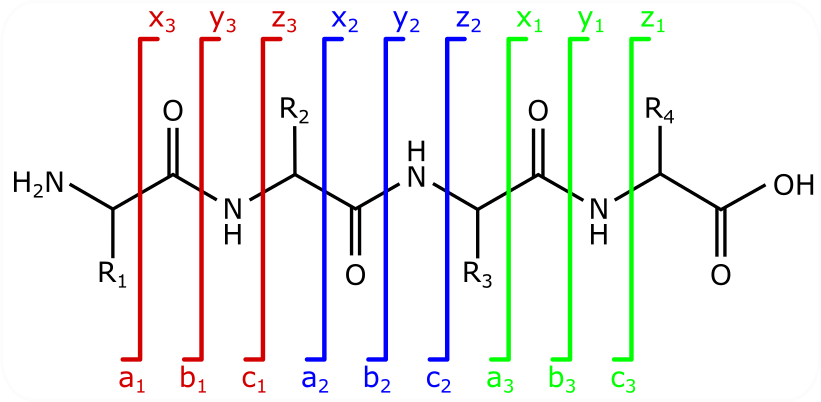 x3 y3 z3 x2 y2 z2 x1 y1 z1
O R2 H O R4
H2N N N N OH
R1 H O R3 H O
a1 b1 c1 a2 b2 c2 a3 b3 c3